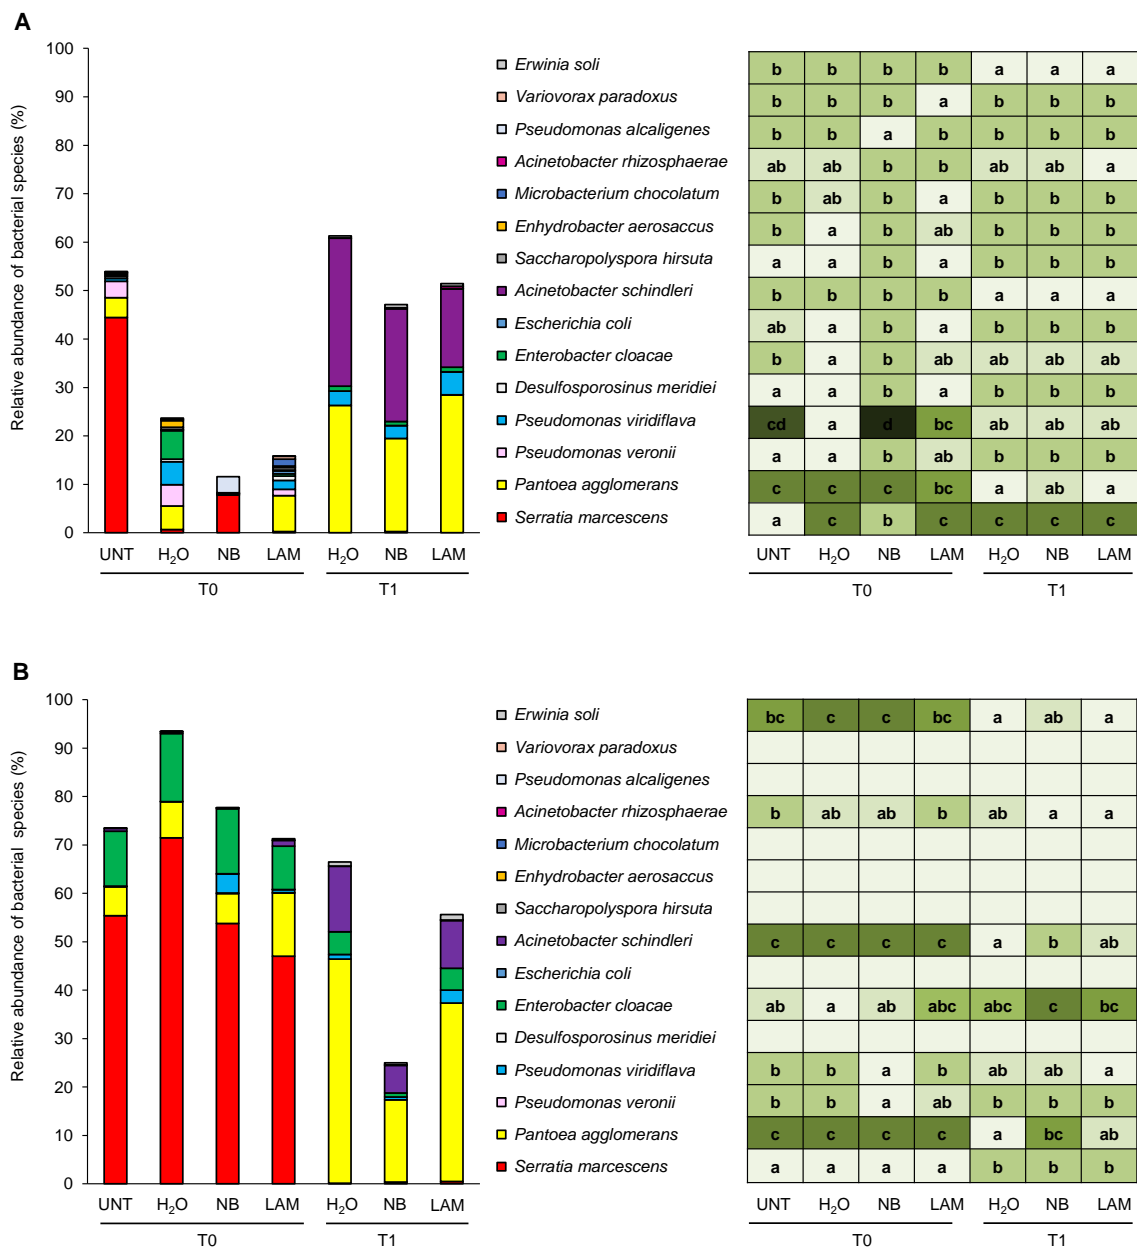 A
Relative abundance of bacterial species (%)
100
90
80
70
60
50
40
30
20
10
0
UNT H₂O NB LAM H₂O NB LAM
T0 T1
Erwinia soli
Variovorax paradoxus
Pseudomonas alcaligenes
Acinetobacter rhizosphaerae
Microbacterium chocolatum
Enhydrobacter aerosaccus
Saccharopolyspora hirsuta
Acinetobacter schindleri
Escherichia coli
Enterobacter cloacae
Desulfosporosinus meridiei
Pseudomonas viridiflava
Pseudomonas veronii
Pantoea agglomerans
Serratia marcescens
b b b b a a a
b b b a b b b
b b a b b b b
ab ab b b ab ab a
b ab b a b b b
b a b ab b b b
a a b a b b b
b b b b a a a
ab a b a b b b
b a b ab ab ab ab
a a b a b b b
cd a d bc ab ab ab
a a b ab b b b
c c c bc a ab a
a c b c c c c
UNT H₂O NB LAM H₂O NB LAM
T0 T1
B
Relative abundance of bacterial species (%)
100
90
80
70
60
50
40
30
20
10
0
UNT H₂O NB LAM H₂O NB LAM
T0 T1
Erwinia soli
Variovorax paradoxus
Pseudomonas alcaligenes
Acinetobacter rhizosphaerae
Microbacterium chocolatum
Enhydrobacter aerosaccus
Saccharopolyspora hirsuta
Acinetobacter schindleri
Escherichia coli
Enterobacter cloacae
Desulfosporosinus meridiei
Pseudomonas viridiflava
Pseudomonas veronii
Pantoea agglomerans
Serratia marcescens
bc c c bc a ab a
b ab ab b ab a a
c c c c a b ab
ab a ab abc abc c bc
b b a b ab ab a
b b a ab b b b
c c c c a bc ab
a a a a b b b
UNT H₂O NB LAM H₂O NB LAM
T0 T1